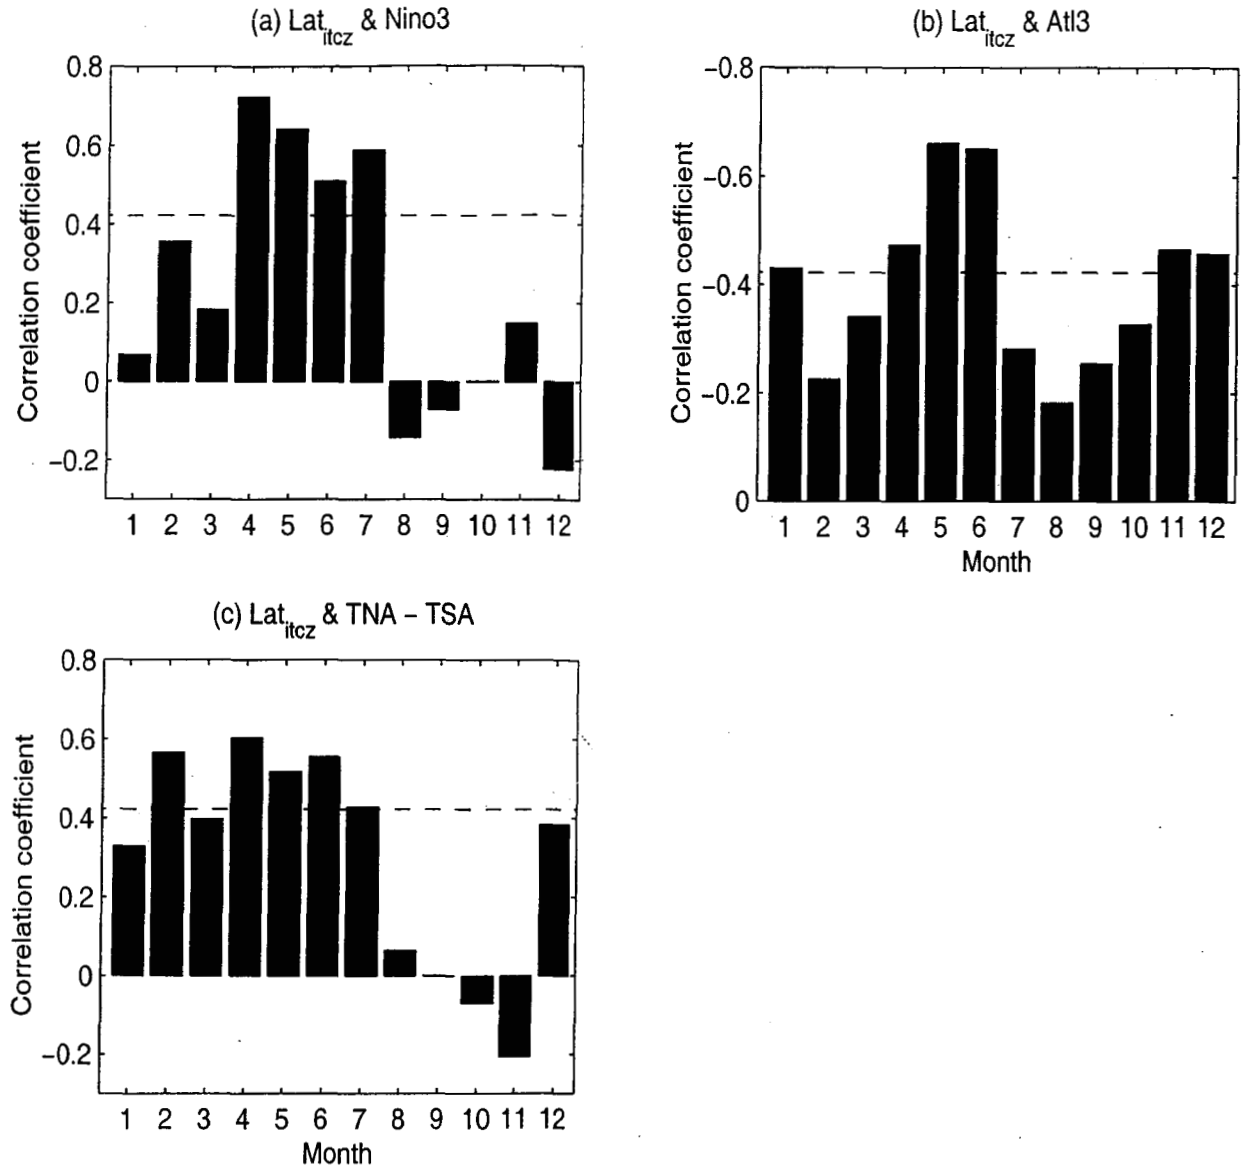 (a) Lat_itcz & Nino3
Correlation coefficient
0.8
0.6
0.4
0.2
0
−0.2
1 2 3 4 5 6 7 8 9 10 11 12
(b) Lat_itcz & Atl3
Correlation coefficient
−0.8
−0.6
−0.4
−0.2
0
1 2 3 4 5 6 7 8 9 10 11 12
Month
(c) Lat_itcz & TNA − TSA
Correlation coefficient
0.8
0.6
0.4
0.2
0
−0.2
1 2 3 4 5 6 7 8 9 10 11 12
Month